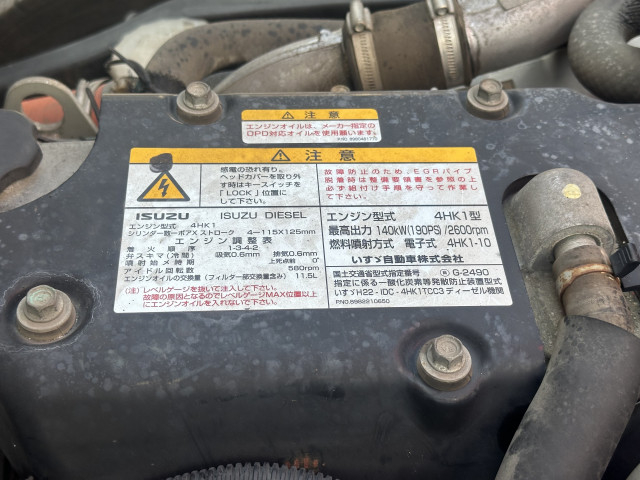 ⚠ 注意
エンジンオイルは、メーカー指定の
DPD対応オイルを使用願います。
⚠ 注意
感電の恐れ有り。
ヘッドカバーを取り外
す時はキースイッチを
「LOCK」位置に
して下さい。
故障防止のため、EGRパイプ
脱着時は整備要領書を参照の上
必ず組付け手順を守って作業し
て下さい。
ISUZU ISUZU DIESEL
エンジン型式 4HK1
シリンダー数－ボア×ストローク 4－115×125mm
エンジン調整表
着火順序 1-3-4-2
弁スキマ(冷間) 吸気0.6mm 排気0.6mm
噴射始メ時期 上死点前 0°
アイドル回転数 580rpm
エンジンオイルの交換量(フィルター部交換量含み) 11.5L
(注)レベルゲージを抜いて注入して下さい。
故障の原因となるのでレベルゲージMAX位置以上
にエンジンオイルを入れないで下さい。
エンジン型式 4HK1型
最高出力 140kW(190PS)/2600rpm
燃料噴射方式 電子式 4HK1-10
いすゞ自動車株式会社
国土交通省型式指定番号 Ⓡ G-2490
指定に係る一酸化炭素等発散防止装置型式
いすゞH22-IDC-4HK1TCC3ディーゼル機関
P/NO.8982210650